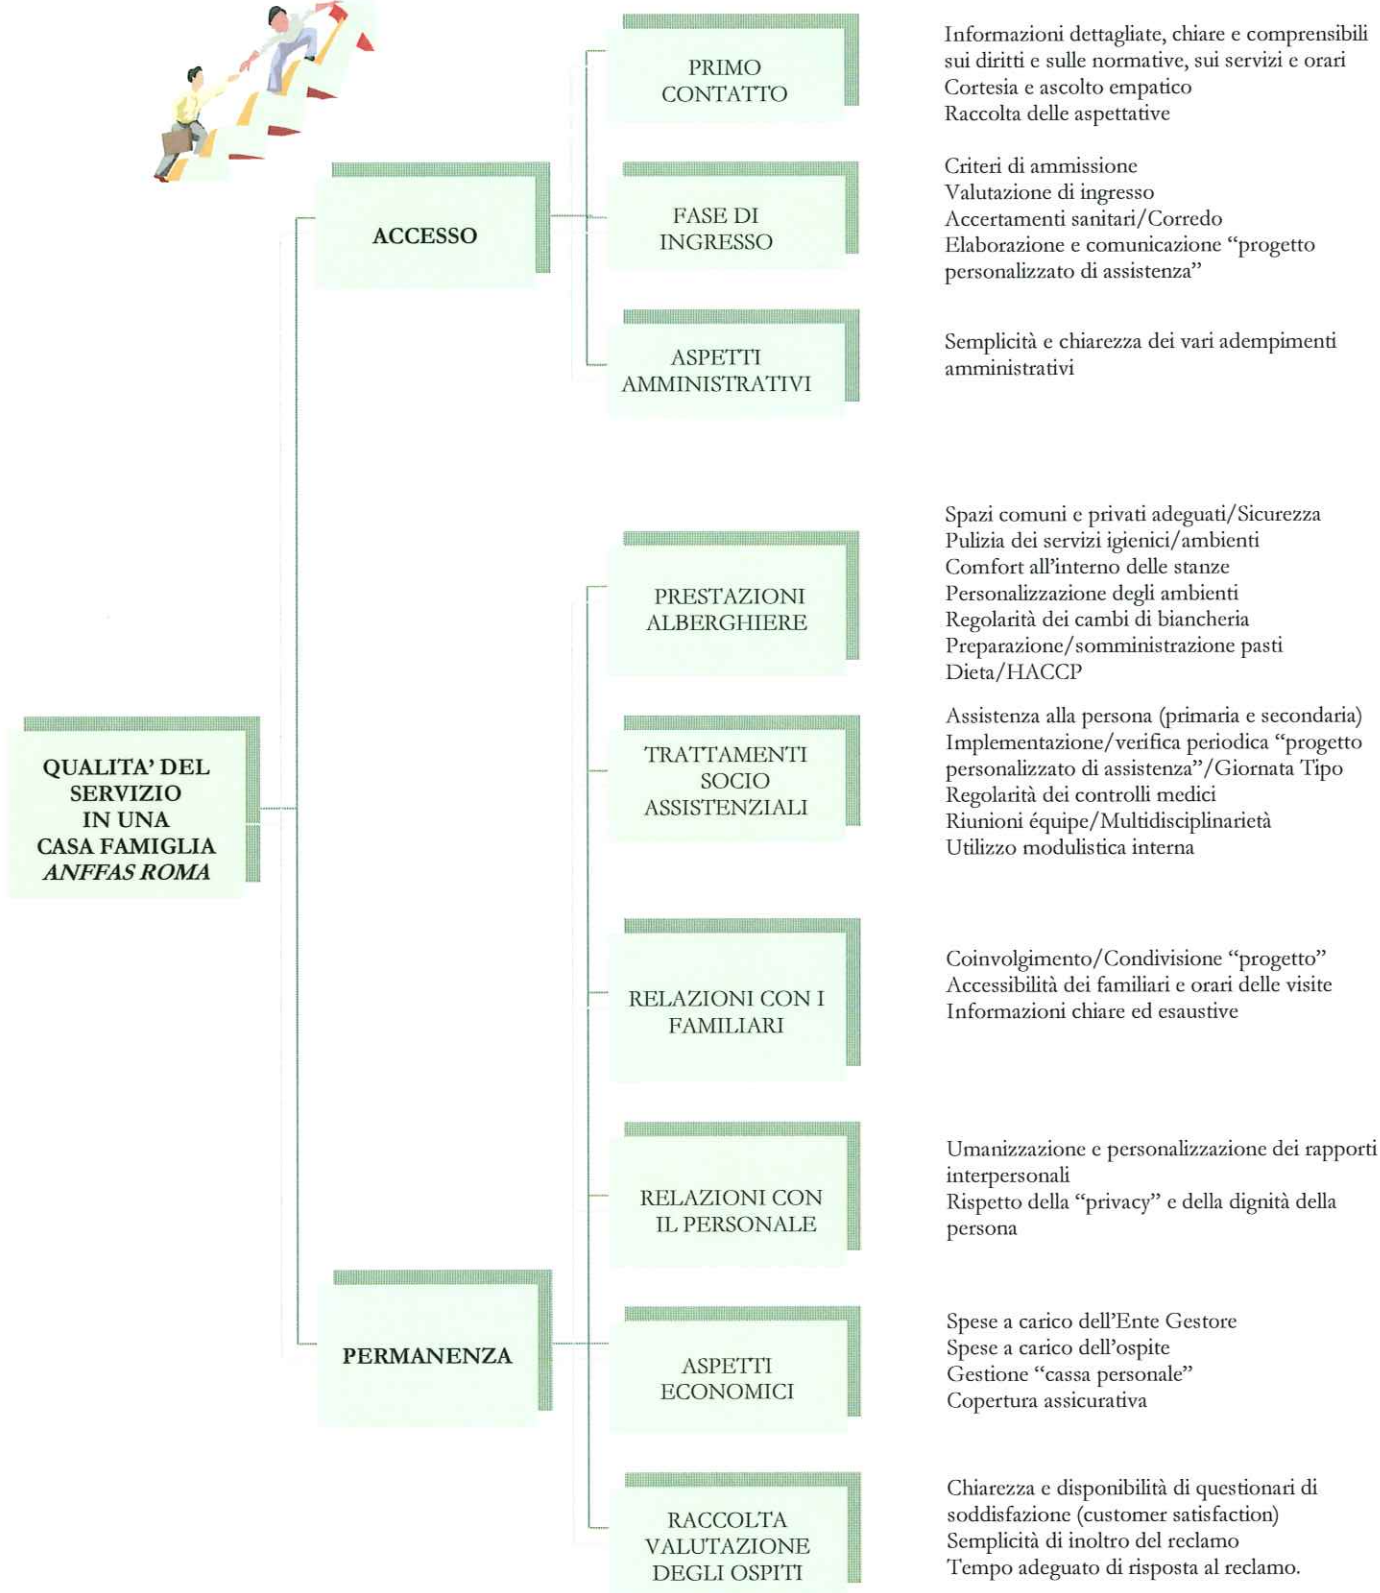 PRIMO
CONTATTO
Informazioni dettagliate, chiare e comprensibili
sui diritti e sulle normative, sui servizi e orari
Cortesia e ascolto empatico
Raccolta delle aspettative
ACCESSO
FASE DI
INGRESSO
Criteri di ammissione
Valutazione di ingresso
Accertamenti sanitari/Corredo
Elaborazione e comunicazione “progetto
personalizzato di assistenza”
ASPETTI
AMMINISTRATIVI
Semplicità e chiarezza dei vari adempimenti
amministrativi
PRESTAZIONI
ALBERGHIERE
Spazi comuni e privati adeguati/Sicurezza
Pulizia dei servizi igienici/ambienti
Comfort all’interno delle stanze
Personalizzazione degli ambienti
Regolarità dei cambi di biancheria
Preparazione/somministrazione pasti
Dieta/HACCP
QUALITA’ DEL
SERVIZIO
IN UNA
CASA FAMIGLIA
ANFFAS ROMA
TRATTAMENTI
SOCIO
ASSISTENZIALI
Assistenza alla persona (primaria e secondaria)
Implementazione/verifica periodica “progetto
personalizzato di assistenza”/Giornata Tipo
Regolarità dei controlli medici
Riunioni équipe/Multidisciplinarietà
Utilizzo modulistica interna
RELAZIONI CON I
FAMILIARI
Coinvolgimento/Condivisione “progetto”
Accessibilità dei familiari e orari delle visite
Informazioni chiare ed esaustive
RELAZIONI CON
IL PERSONALE
Umanizzazione e personalizzazione dei rapporti
interpersonali
Rispetto della “privacy” e della dignità della
persona
PERMANENZA
ASPETTI
ECONOMICI
Spese a carico dell’Ente Gestore
Spese a carico dell’ospite
Gestione “cassa personale”
Copertura assicurativa
RACCOLTA
VALUTAZIONE
DEGLI OSPITI
Chiarezza e disponibilità di questionari di
soddisfazione (customer satisfaction)
Semplicità di inoltro del reclamo
Tempo adeguato di risposta al reclamo.